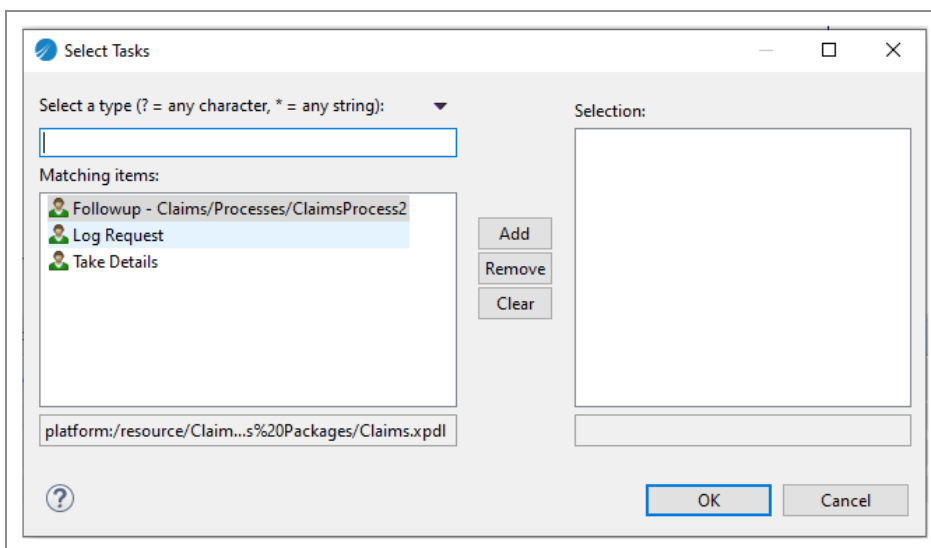 Select Tasks
Select a type (? = any character, * = any string):
Selection:
Matching items:
Followup - Claims/Processes/ClaimsProcess2
Log Request
Take Details
Add
Remove
Clear
platform:/resource/Claim...s%20Packages/Claims.xpdl
?
OK
Cancel